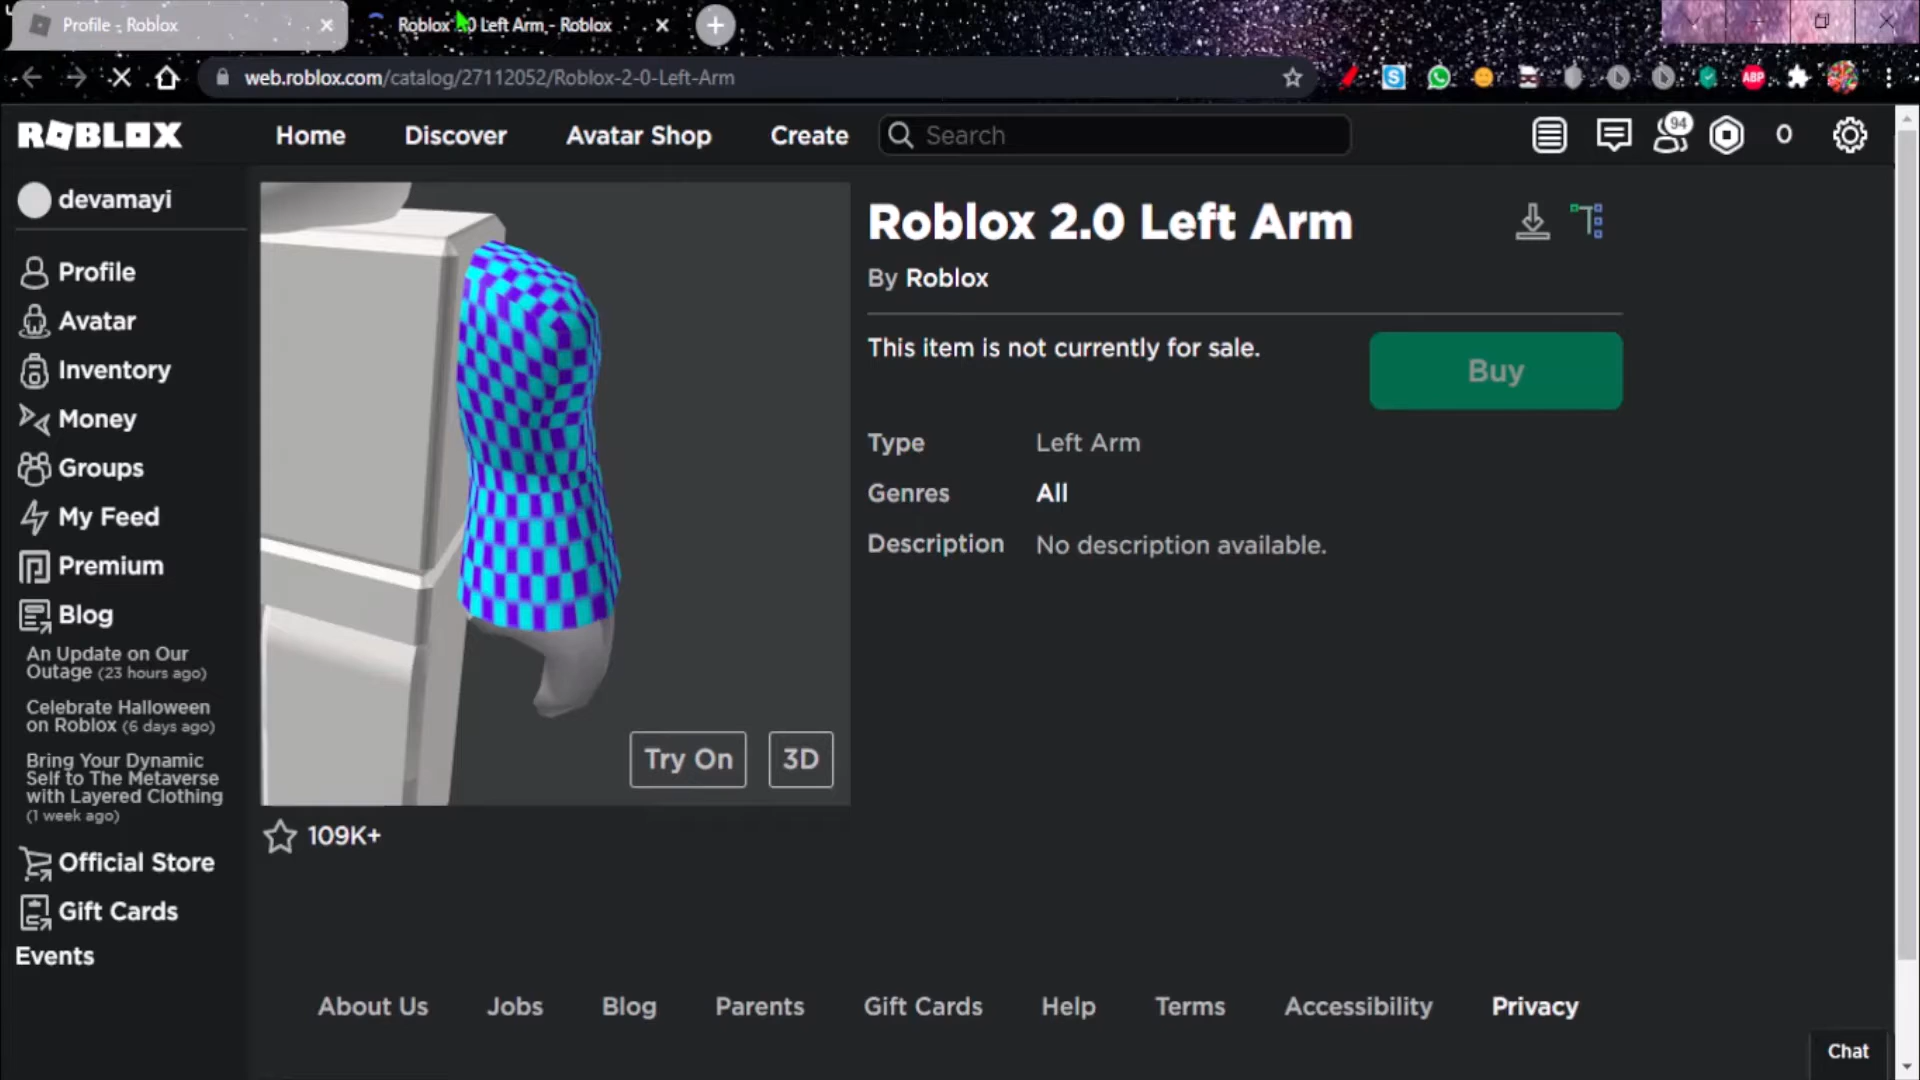 Profile - Roblox
Roblox 2.0 Left Arm - Roblox
web.roblox.com/catalog/27112052/Roblox-2-0-Left-Arm
ABP
ROBLOX
Home
Discover
Avatar Shop
Create
Search
94
0
devamayi
Profile
Avatar
Inventory
Money
Groups
My Feed
Premium
Blog
An Update on Our
Outage (23 hours ago)
Celebrate Halloween
on Roblox (6 days ago)
Bring Your Dynamic
Self to The Metaverse
with Layered Clothing
(1 week ago)
Official Store
Gift Cards
Events
Try On
3D
109K+
Roblox 2.0 Left Arm
By Roblox
This item is not currently for sale.
Buy
Type Left Arm
Genres All
Description No description available.
About Us
Jobs
Blog
Parents
Gift Cards
Help
Terms
Accessibility
Privacy
Chat